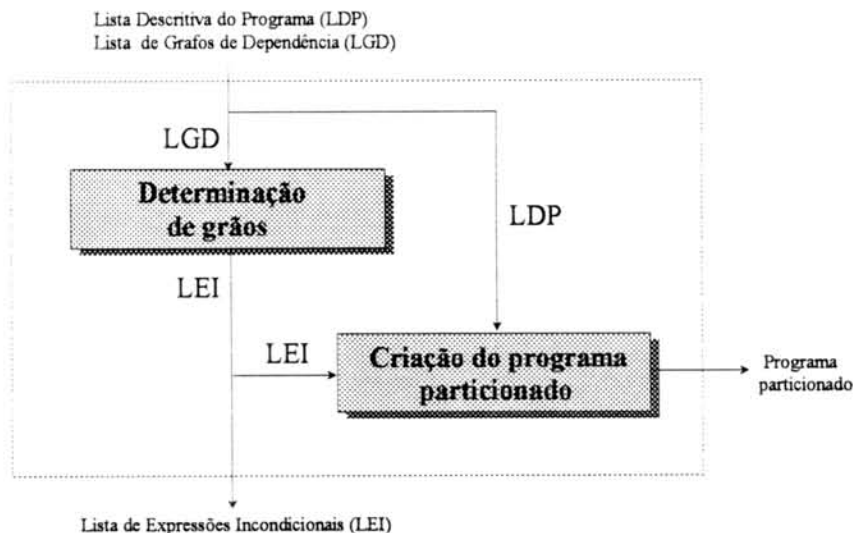 Lista Descritiva do Programa (LDP)
Lista de Grafos de Dependência (LGD)
LGD
Determinação
de grãos
LDP
LEI
LEI
Criação do programa
particionado
Programa
particionado
Lista de Expressões Incondicionais (LEI)